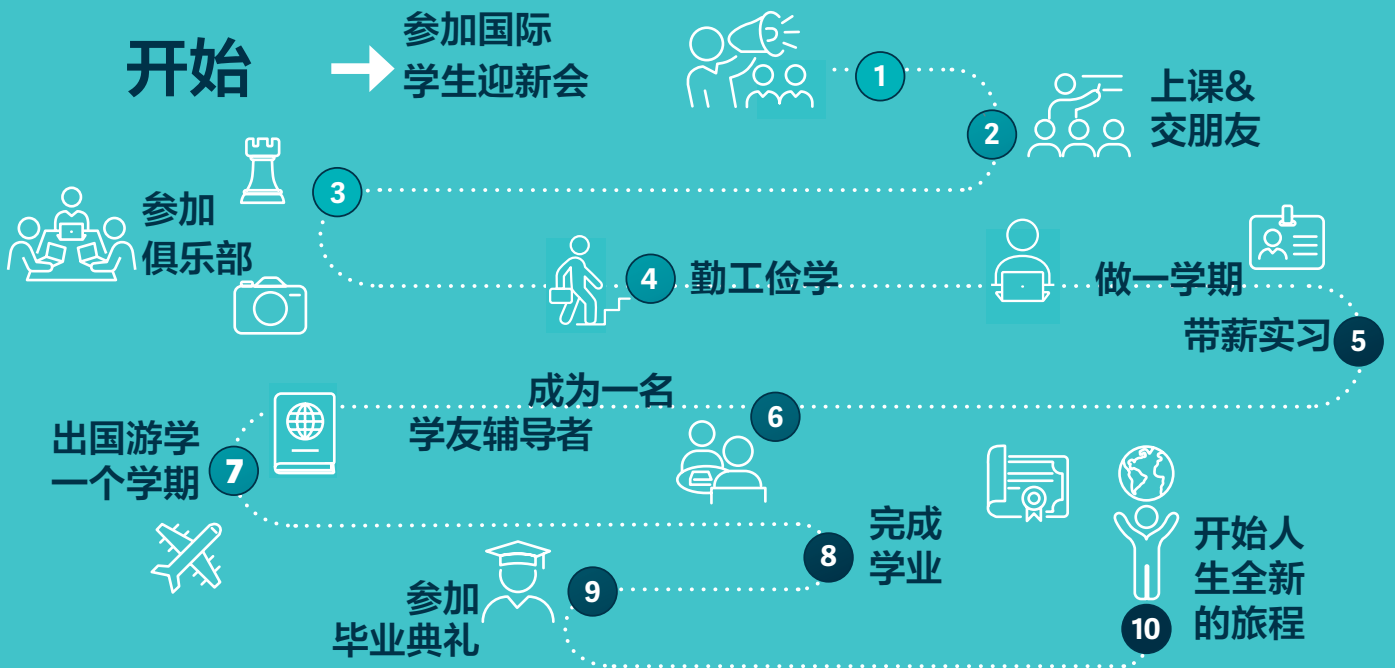 开始
参加国际
学生迎新会
1
2
上课&
交朋友
3
参加
俱乐部
4
勤工俭学
做一学期
带薪实习
5
成为一名
学友辅导者
6
出国游学
一个学期
7
完成
学业
8
参加
毕业典礼
9
开始人
生全新
的旅程
10